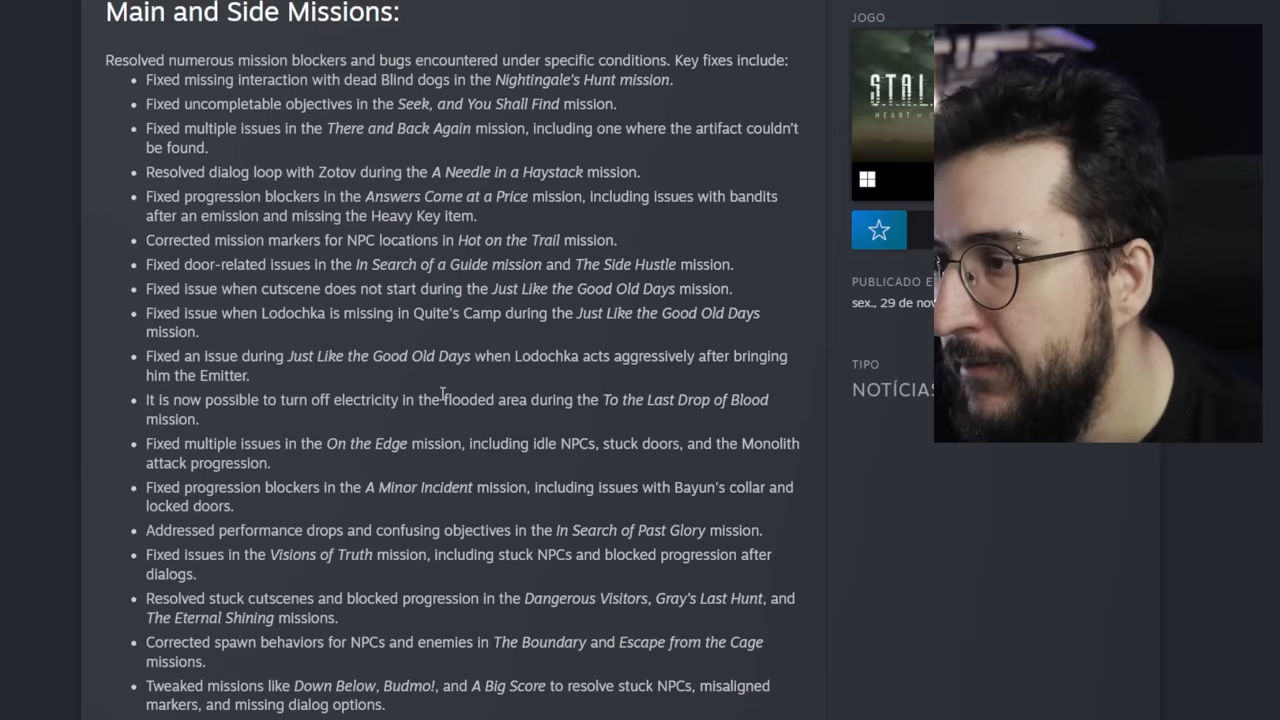 Main and Side Missions:
Resolved numerous mission blockers and bugs encountered under specific conditions. Key fixes include:
Fixed missing interaction with dead Blind dogs in the Nightingale's Hunt mission.
Fixed uncompletable objectives in the Seek, and You Shall Find mission.
Fixed multiple issues in the There and Back Again mission, including one where the artifact couldn't
be found.
Resolved dialog loop with Zotov during the A Needle in a Haystack mission.
Fixed progression blockers in the Answers Come at a Price mission, including issues with bandits
after an emission and missing the Heavy Key item.
Corrected mission markers for NPC locations in Hot on the Trail mission.
Fixed door-related issues in the In Search of a Guide mission and The Side Hustle mission.
Fixed issue when cutscene does not start during the Just Like the Good Old Days mission.
Fixed issue when Lodochka is missing in Quite's Camp during the Just Like the Good Old Days
mission.
Fixed an issue during Just Like the Good Old Days when Lodochka acts aggressively after bringing
him the Emitter.
It is now possible to turn off electricity in the flooded area during the To the Last Drop of Blood
mission.
Fixed multiple issues in the On the Edge mission, including idle NPCs, stuck doors, and the Monolith
attack progression.
Fixed progression blockers in the A Minor Incident mission, including issues with Bayun's collar and
locked doors.
Addressed performance drops and confusing objectives in the In Search of Past Glory mission.
Fixed issues in the Visions of Truth mission, including stuck NPCs and blocked progression after
dialogs.
Resolved stuck cutscenes and blocked progression in the Dangerous Visitors, Gray's Last Hunt, and
The Eternal Shining missions.
Corrected spawn behaviors for NPCs and enemies in The Boundary and Escape from the Cage
missions.
Tweaked missions like Down Below, Budmo!, and A Big Score to resolve stuck NPCs, misaligned
markers, and missing dialog options.
JOGO
S.T.A.L.
HEART
PUBLICADO E
sex., 29 de nov
TIPO
NOTÍCIAS